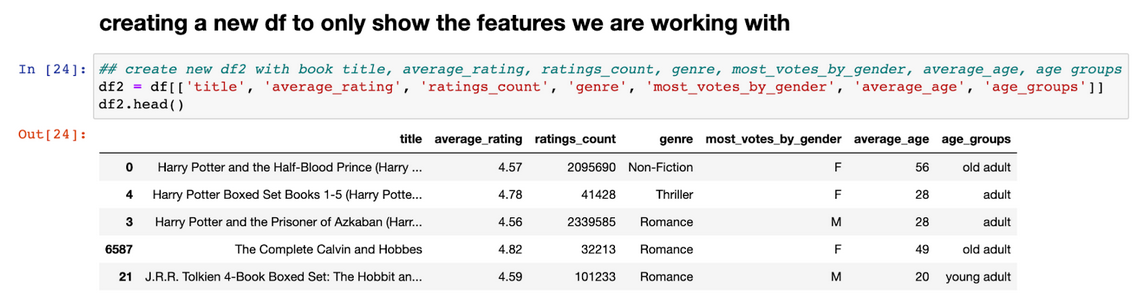 creating a new df to only show the features we are working with
In [24]: ## create new df2 with book title, average_rating, ratings_count, genre, most_votes_by_gender, average_age, age groups
df2 = df[['title', 'average_rating', 'ratings_count', 'genre', 'most_votes_by_gender', 'average_age', 'age_groups']]
df2.head()
Out[24]:
title average_rating ratings_count genre most_votes_by_gender average_age age_groups
0 Harry Potter and the Half-Blood Prince (Harry ... 4.57 2095690 Non-Fiction F 56 old adult
4 Harry Potter Boxed Set Books 1-5 (Harry Potte... 4.78 41428 Thriller F 28 adult
3 Harry Potter and the Prisoner of Azkaban (Harr... 4.56 2339585 Romance M 28 adult
6587 The Complete Calvin and Hobbes 4.82 32213 Romance F 49 old adult
21 J.R.R. Tolkien 4-Book Boxed Set: The Hobbit an... 4.59 101233 Romance M 20 young adult